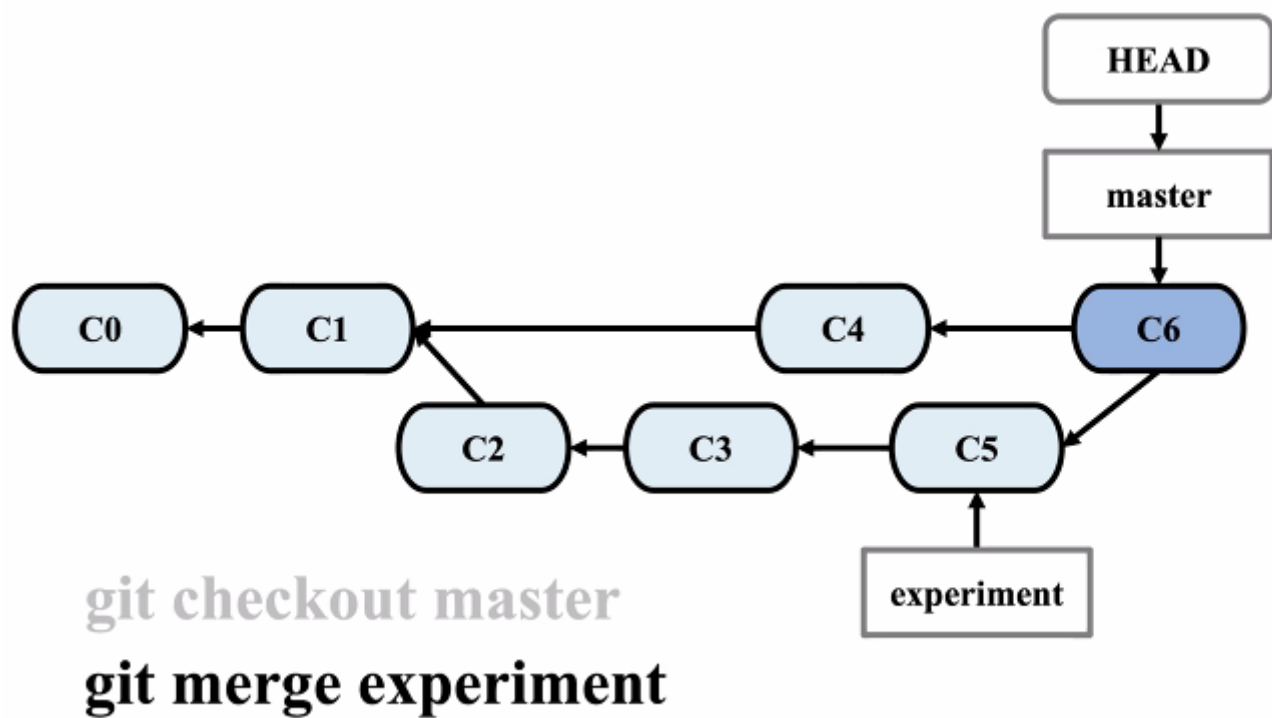 HEAD
master
C0 C1 C4 C6
C2 C3 C5
experiment
git checkout master
git merge experiment